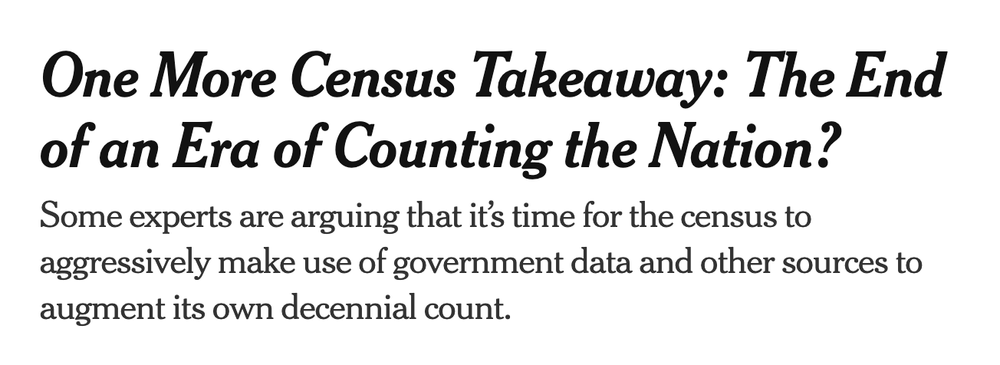 One More Census Takeaway: The End
of an Era of Counting the Nation?
Some experts are arguing that it’s time for the census to
aggressively make use of government data and other sources to
augment its own decennial count.